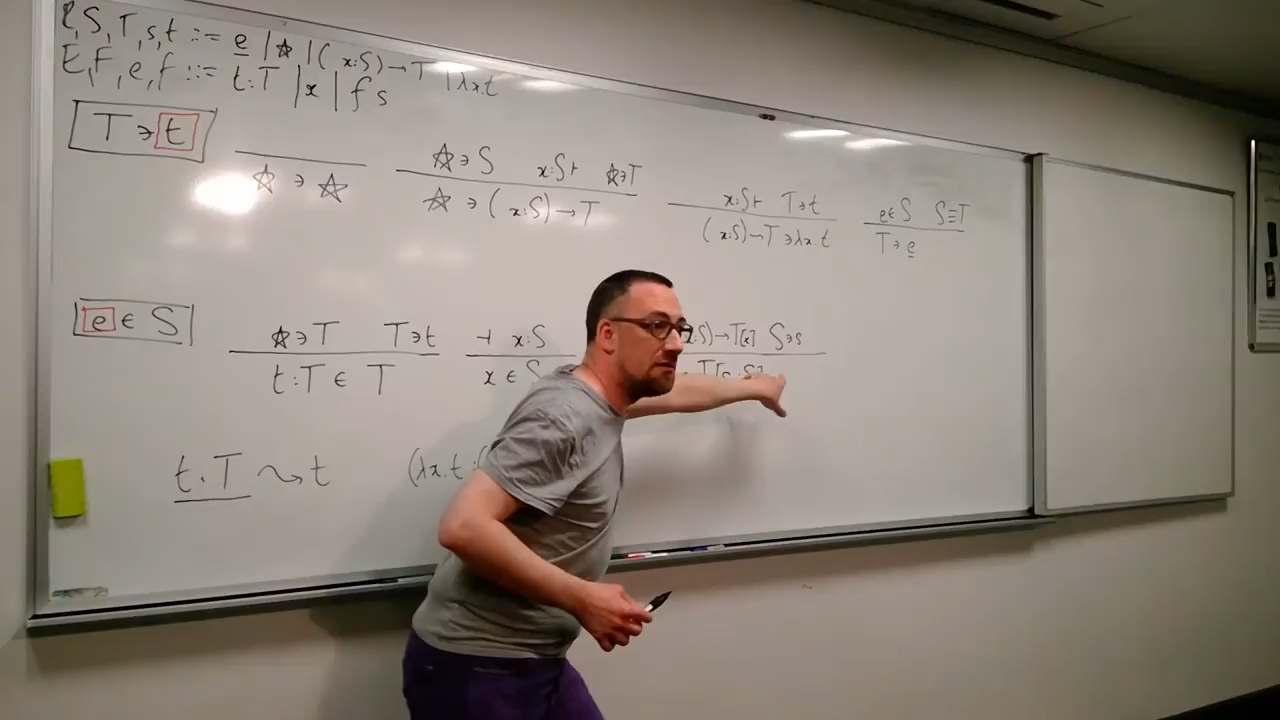 R,S,T,s,t ::= e | ☆ | (x:S)→T | λx.t
E,F,e,f ::= t:T | x | f s
T ∋ t
☆ ∋ ☆
☆∋S x:S⊢ ☆∋T
☆ ∋ (x:S)→T
x:S⊢ T∋t
(x:S)→T ∋ λx.t
e∈S S≡T
T ∋ e
e ∈ S
☆∋T T∋t
t:T ∈ T
⊣ x:S
x ∈ S
:S)→T[x] S∋s
T[s:S]
t:T ⤳ t (λx.t :